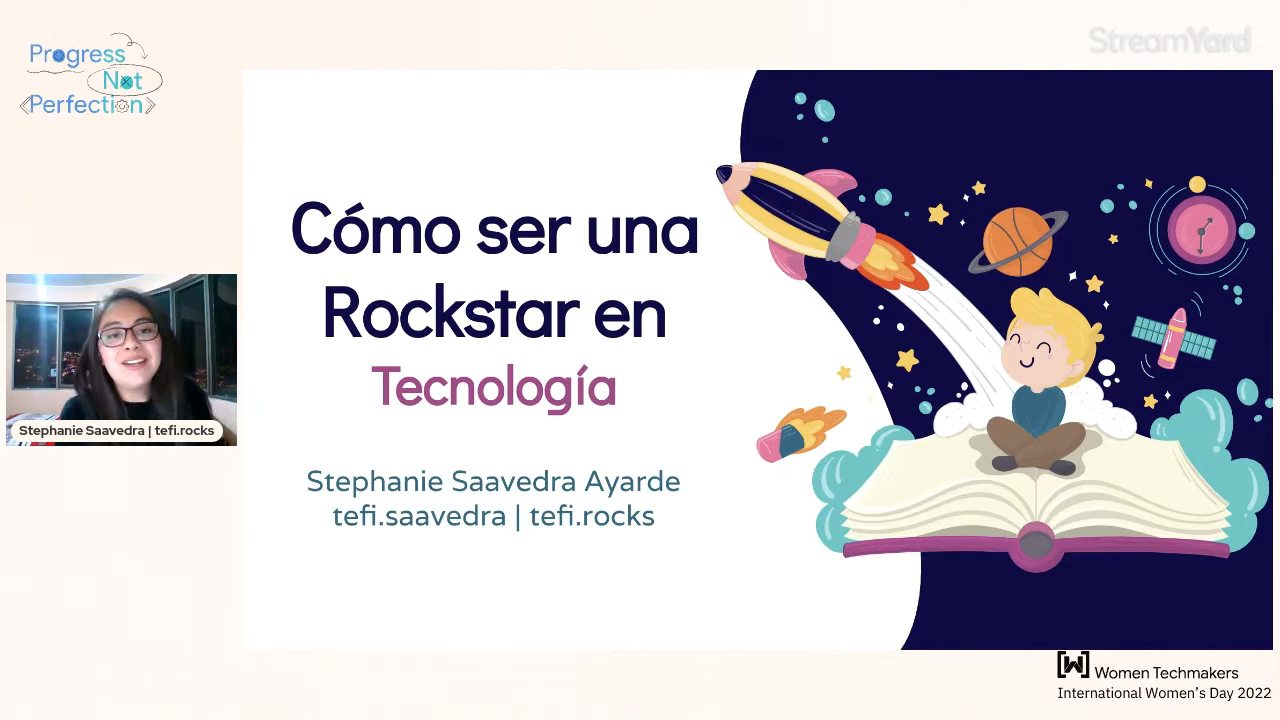 Progress
Not
Perfection
StreamYard
Cómo ser una
Rockstar en
Tecnología
Stephanie Saavedra Ayarde
tefi.saavedra | tefi.rocks
Stephanie Saavedra | tefi.rocks
[W] Women Techmakers
International Women's Day 2022